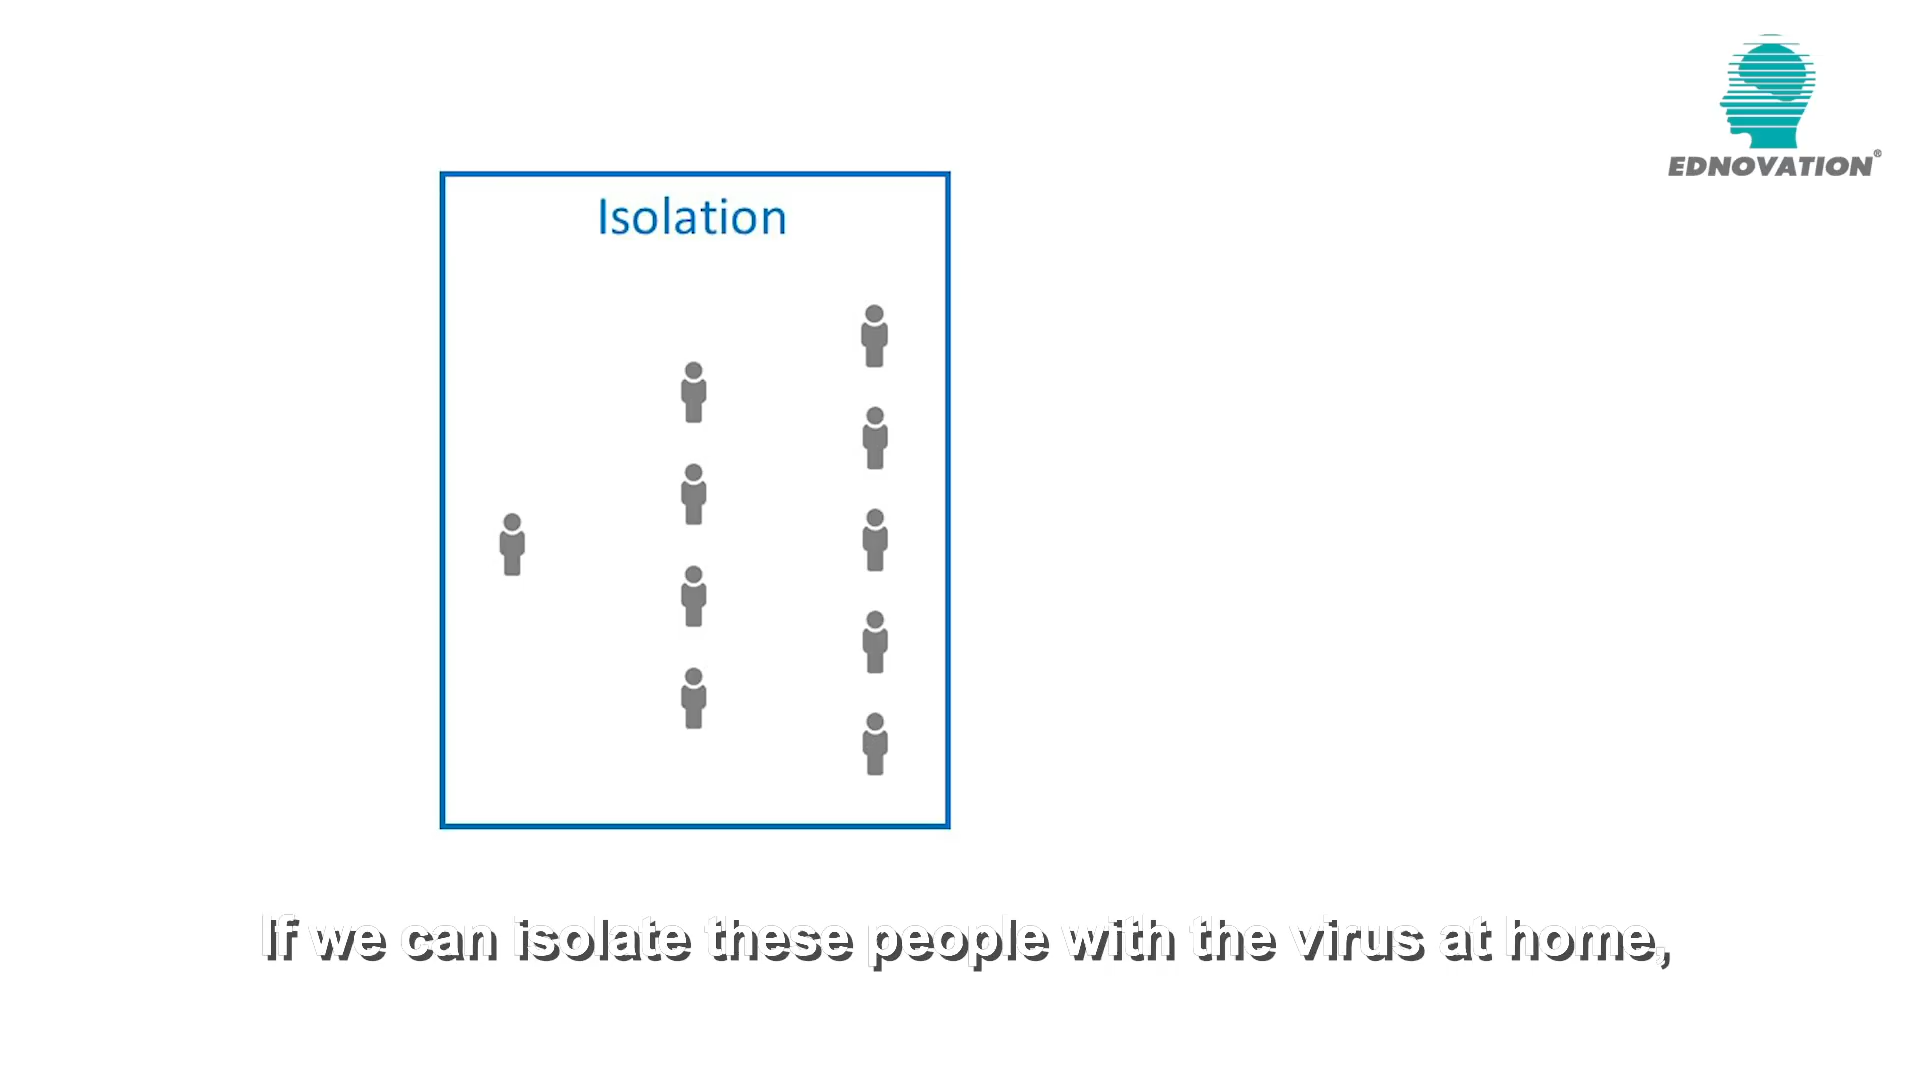 EDNOVATION®
Isolation
If we can isolate these people with the virus at home,